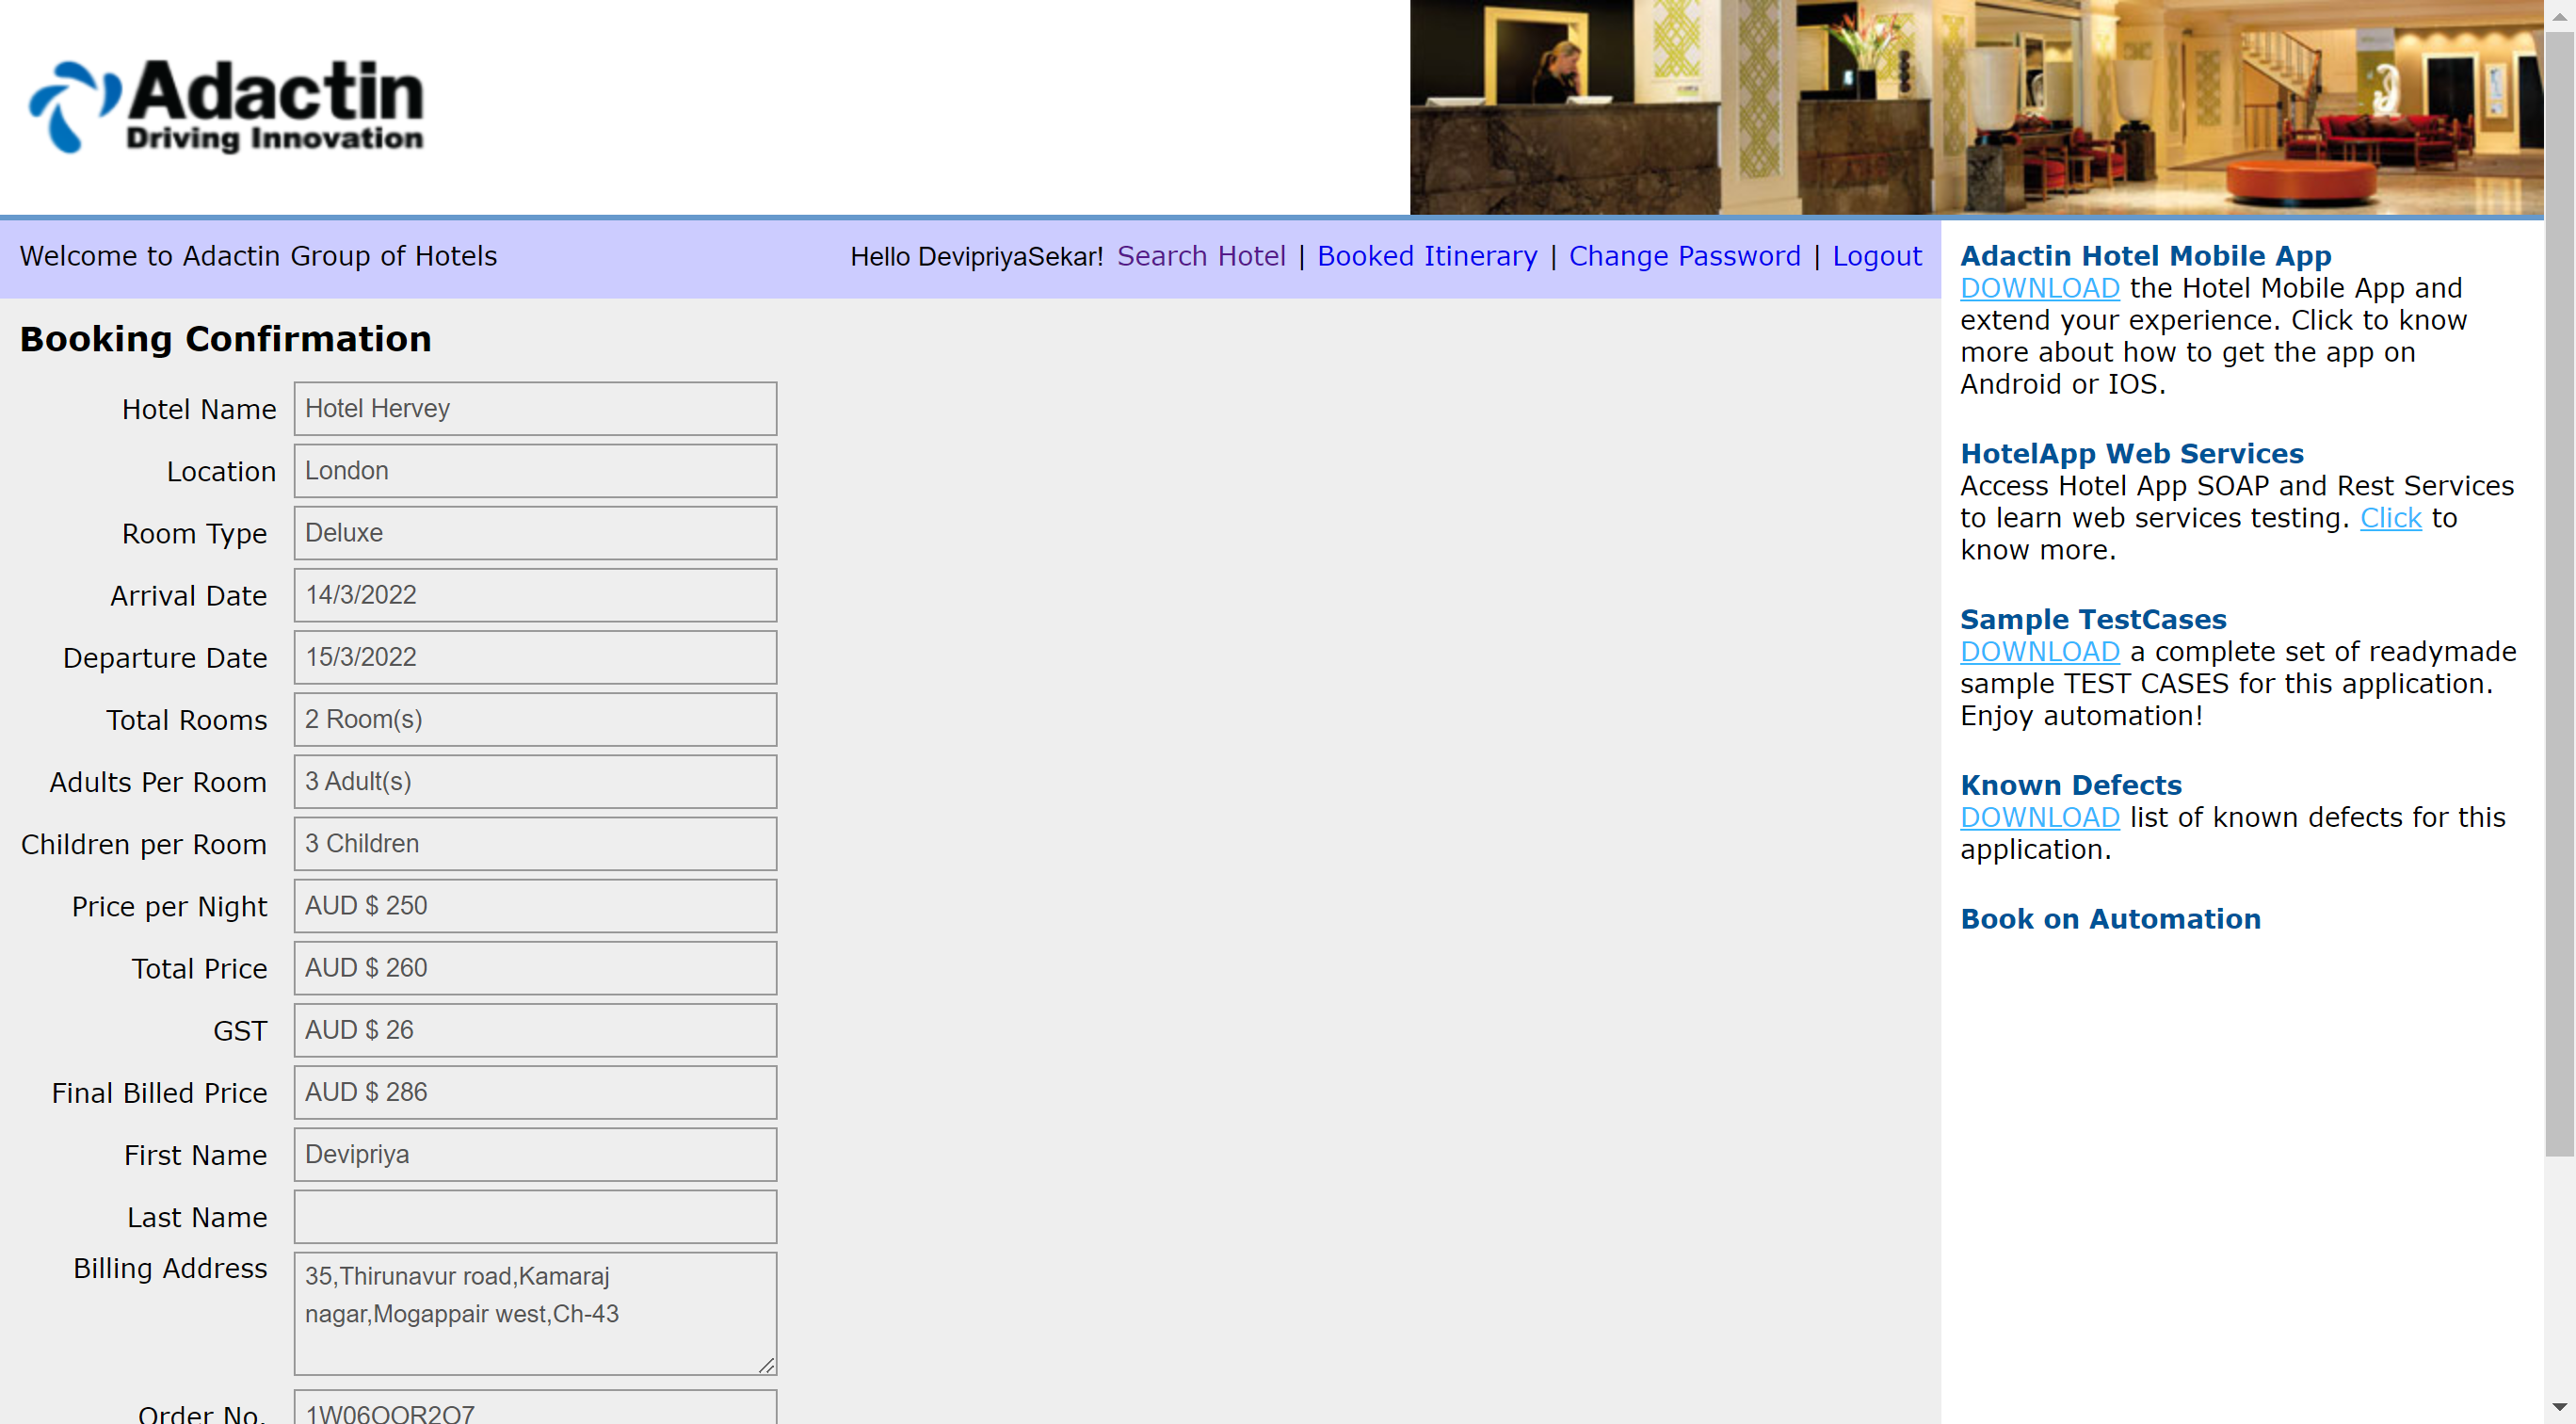 Adactin
Driving Innovation
Welcome to Adactin Group of Hotels
Hello DevipriyaSekar! Search Hotel | Booked Itinerary | Change Password | Logout
Booking Confirmation
Hotel Name Hotel Hervey
Location London
Room Type Deluxe
Arrival Date 14/3/2022
Departure Date 15/3/2022
Total Rooms 2 Room(s)
Adults Per Room 3 Adult(s)
Children per Room 3 Children
Price per Night AUD $ 250
Total Price AUD $ 260
GST AUD $ 26
Final Billed Price AUD $ 286
First Name Devipriya
Last Name
Billing Address 35,Thirunavur road,Kamaraj
nagar,Mogappair west,Ch-43
Order No.
Adactin Hotel Mobile App
DOWNLOAD the Hotel Mobile App and
extend your experience. Click to know
more about how to get the app on
Android or IOS.
HotelApp Web Services
Access Hotel App SOAP and Rest Services
to learn web services testing. Click to
know more.
Sample TestCases
DOWNLOAD a complete set of readymade
sample TEST CASES for this application.
Enjoy automation!
Known Defects
DOWNLOAD list of known defects for this
application.
Book on Automation